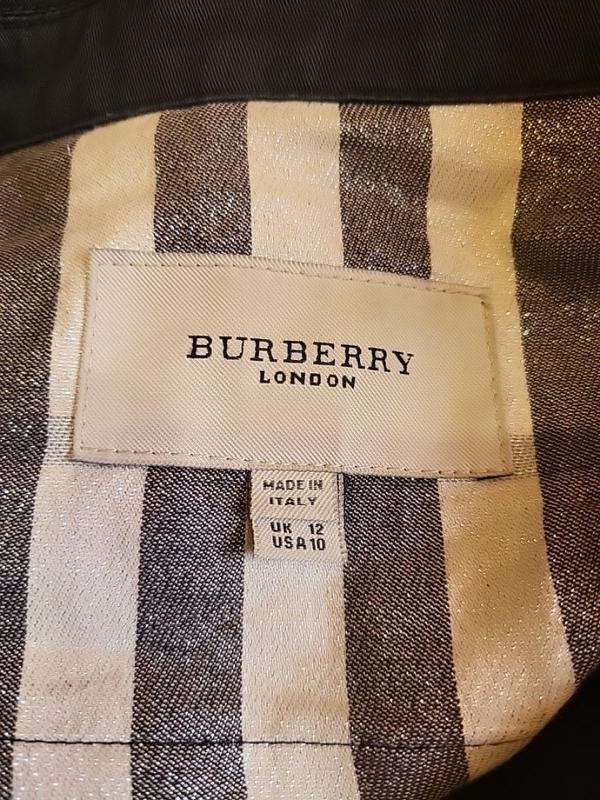 BURBERRY
LONDON
MADE IN
ITALY
UK 12
USA 10